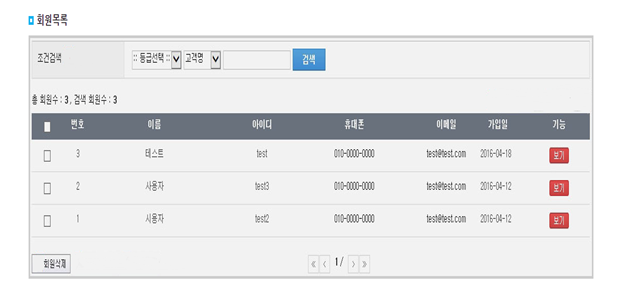 회원목록
조건검색 :: 등급선택 :: 고객명 검색
총 회원수 : 3 , 검색 회원수 : 3
번호 이름 아이디 휴대폰 이메일 가입일 기능
3 테스트 test 010-0000-0000 test@test.com 2016-04-18 보기
2 사용자 test3 010-0000-0000 test@test.com 2016-04-12 보기
1 사용자 test2 010-0000-0000 test@test.com 2016-04-12 보기
회원삭제 « ‹ 1 / › »